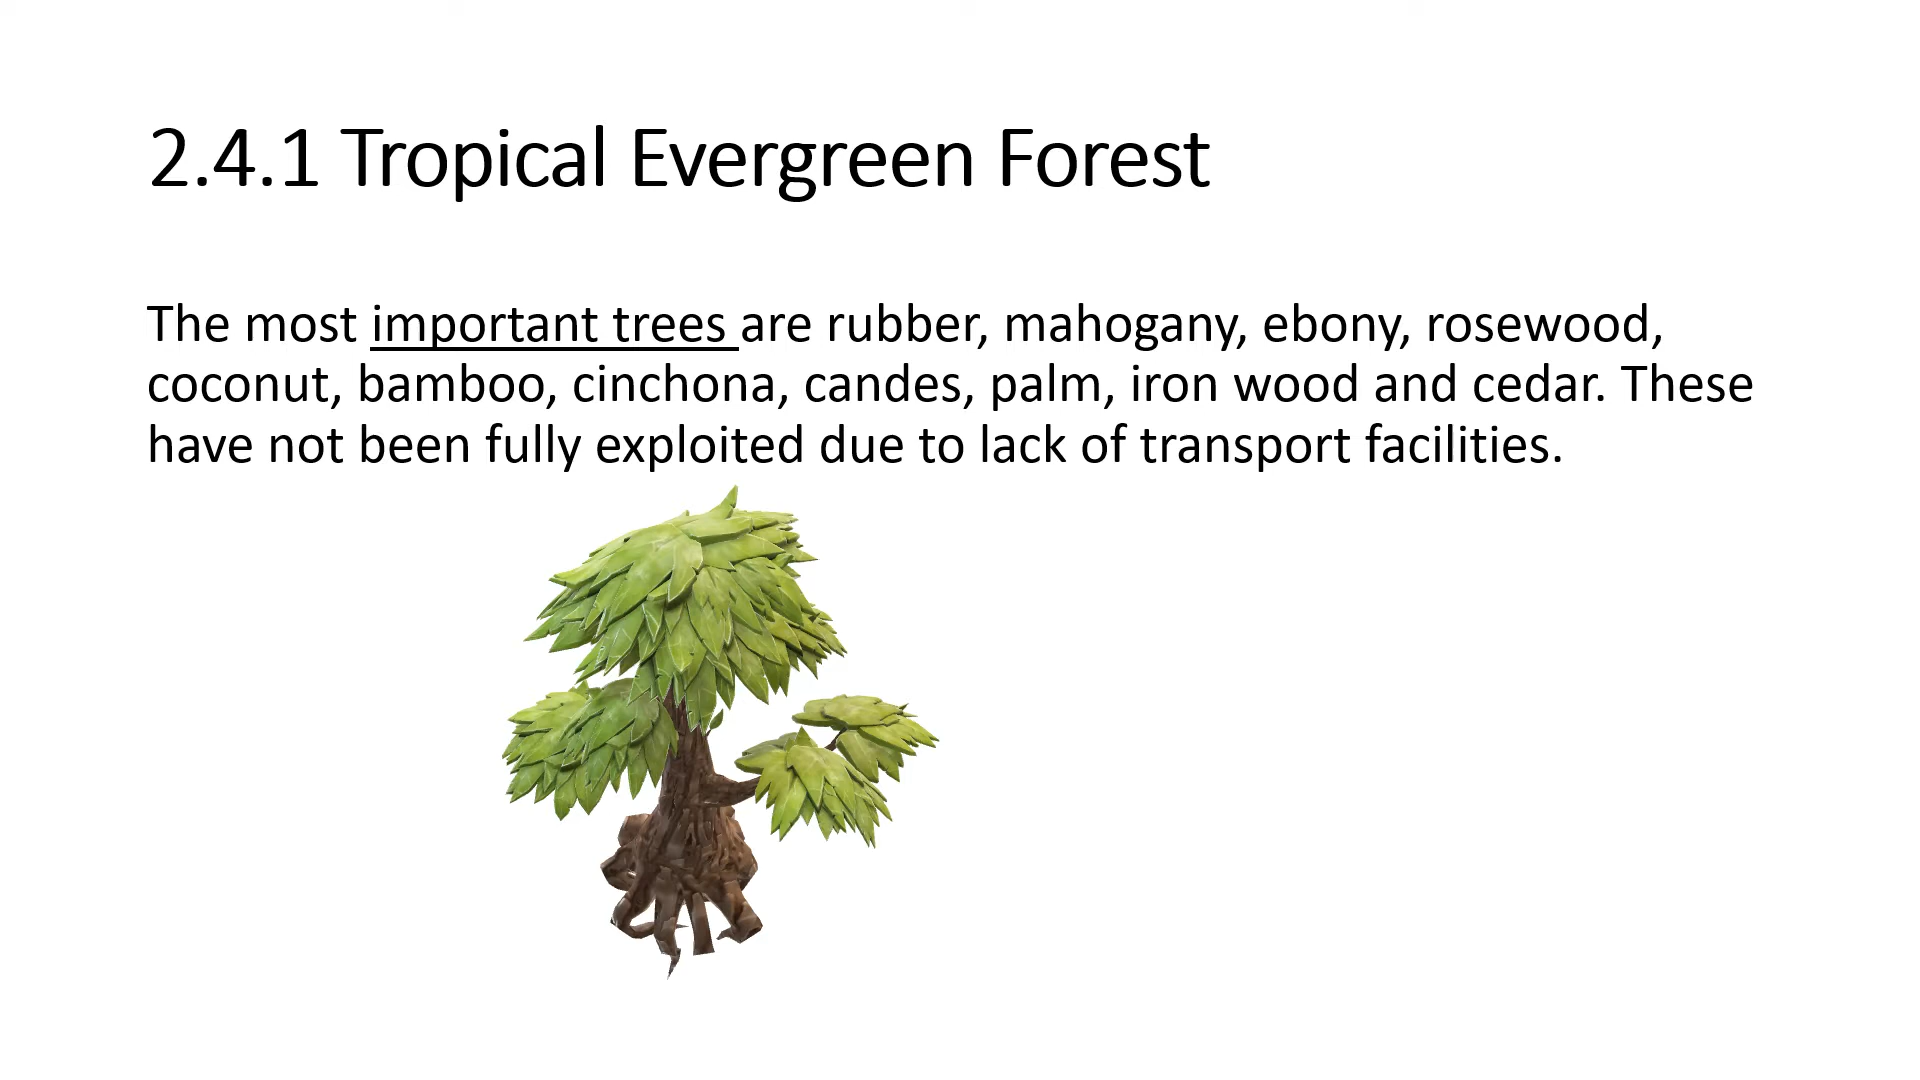 2.4.1 Tropical Evergreen Forest
The most important trees are rubber, mahogany, ebony, rosewood,
coconut, bamboo, cinchona, candes, palm, iron wood and cedar. These
have not been fully exploited due to lack of transport facilities.